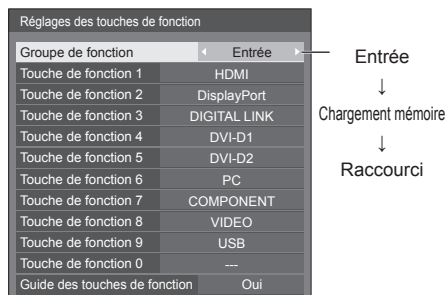 Réglages des touches de fonction
Groupe de fonction Entrée
Touche de fonction 1 HDMI
Touche de fonction 2 DisplayPort
Touche de fonction 3 DIGITAL LINK
Touche de fonction 4 DVI-D1
Touche de fonction 5 DVI-D2
Touche de fonction 6 PC
Touche de fonction 7 COMPONENT
Touche de fonction 8 VIDEO
Touche de fonction 9 USB
Touche de fonction 0 ---
Guide des touches de fonction Oui
Entrée
↓
Chargement mémoire
↓
Raccourci